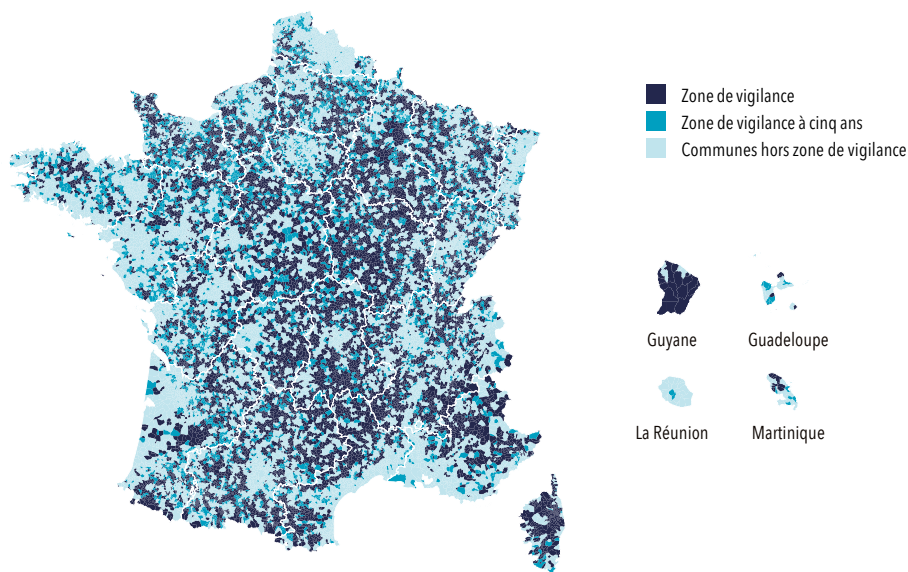 Zone de vigilance
Zone de vigilance à cinq ans
Communes hors zone de vigilance
Guyane
Guadeloupe
La Réunion
Martinique